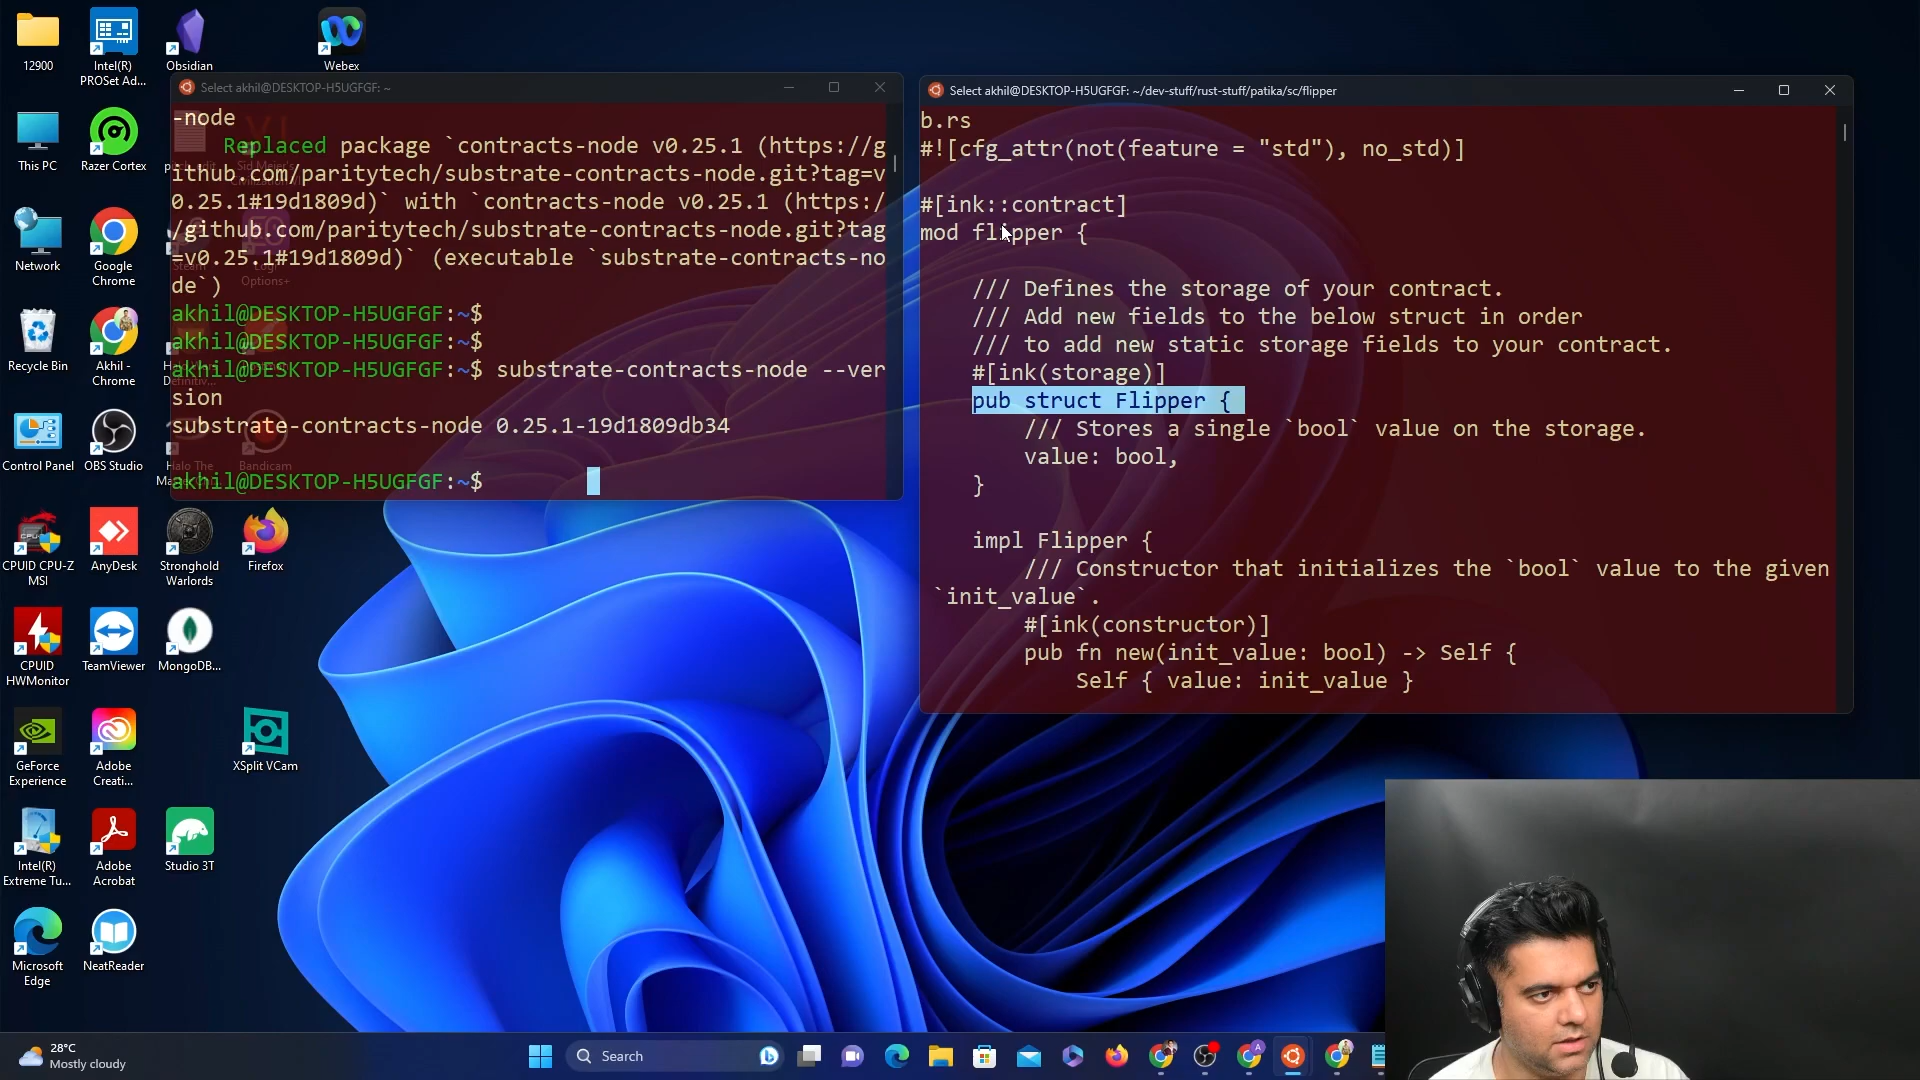 12900
Intel(R)
PROSet Ad...
Obsidian
Webex
This PC
Razer Cortex
Network
Google
Chrome
Recycle Bin
Akhil -
Chrome
Control Panel
OBS Studio
Bandicam
CPUID CPU-Z
MSI
AnyDesk
Stronghold
Warlords
Firefox
CPUID
HWMonitor
TeamViewer
MongoDB...
GeForce
Experience
Adobe
Creati...
XSplit VCam
Intel(R)
Extreme Tu...
Adobe
Acrobat
Studio 3T
Microsoft
Edge
NeatReader
Select akhil@DESKTOP-H5UGFGF: ~
-node
Replaced package `contracts-node v0.25.1 (https://g
ithub.com/paritytech/substrate-contracts-node.git?tag=v
0.25.1#19d1809d)` with `contracts-node v0.25.1 (https:/
/github.com/paritytech/substrate-contracts-node.git?tag
=v0.25.1#19d1809d)` (executable `substrate-contracts-no
de`)
akhil@DESKTOP-H5UGFGF:~$
akhil@DESKTOP-H5UGFGF:~$
akhil@DESKTOP-H5UGFGF:~$ substrate-contracts-node --ver
sion
substrate-contracts-node 0.25.1-19d1809db34
akhil@DESKTOP-H5UGFGF:~$
Select akhil@DESKTOP-H5UGFGF: ~/dev-stuff/rust-stuff/patika/sc/flipper
b.rs
#![cfg_attr(not(feature = "std"), no_std)]
#[ink::contract]
mod flipper {
/// Defines the storage of your contract.
/// Add new fields to the below struct in order
/// to add new static storage fields to your contract.
#[ink(storage)]
pub struct Flipper {
/// Stores a single `bool` value on the storage.
value: bool,
}
impl Flipper {
/// Constructor that initializes the `bool` value to the given
`init_value`.
#[ink(constructor)]
pub fn new(init_value: bool) -> Self {
Self { value: init_value }
28°C
Mostly cloudy
Search